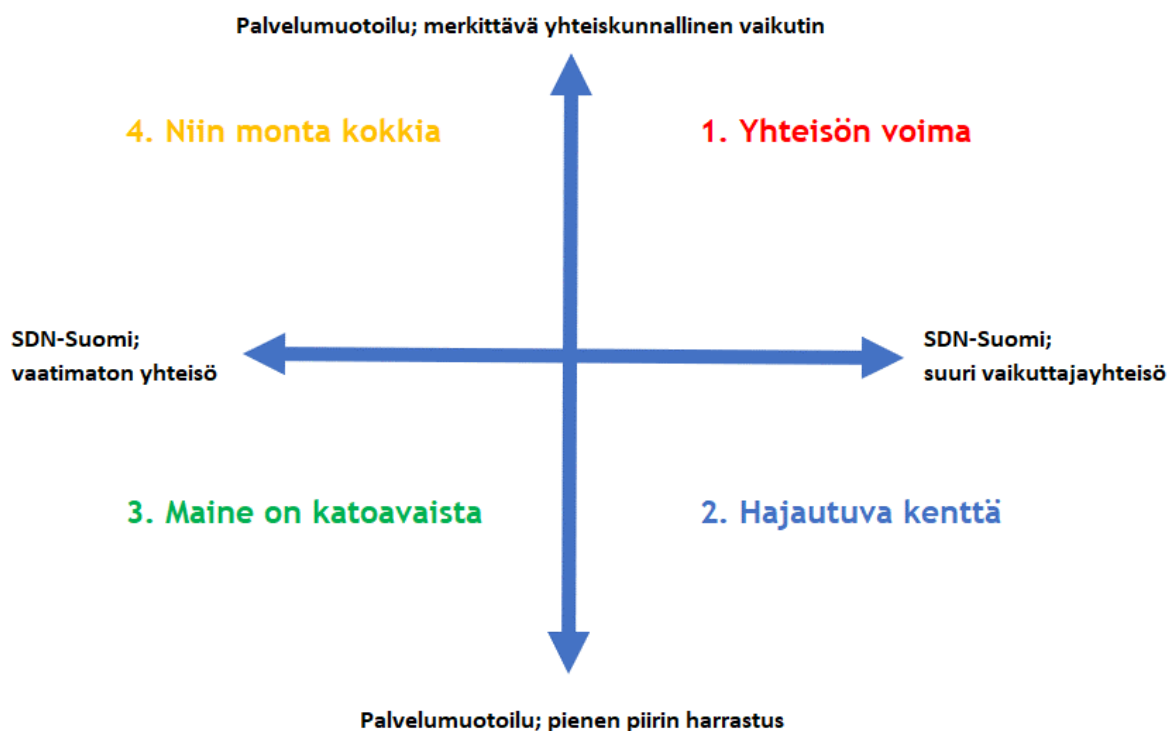 Palvelumuotoilu; merkittävä yhteiskunnallinen vaikutin
4. Niin monta kokkia
1. Yhteisön voima
SDN-Suomi;
vaatimaton yhteisö
SDN-Suomi;
suuri vaikuttajayhteisö
3. Maine on katoavaista
2. Hajautuva kenttä
Palvelumuotoilu; pienen piirin harrastus